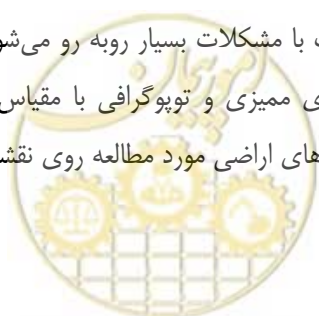 با مشکلات بسیار روبه رو می‌شو
ی ممیزی و توپوگرافی با مقیاس
های اراضی مورد مطالعه روی نقش